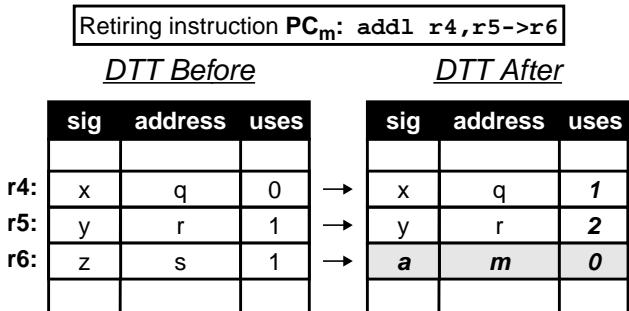 Retiring instruction PCm: addl r4,r5->r6
DTT Before DTT After
sig address uses sig address uses
r4: x q 0 → x q 1
r5: y r 1 → y r 2
r6: z s 1 → a m 0